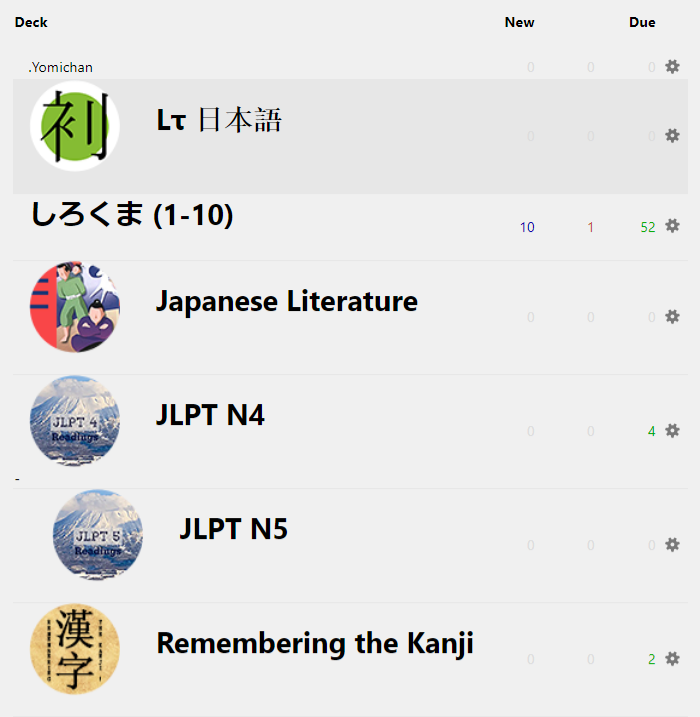 Deck New Due
.Yomichan 0 0 0
初
Lτ 日本語 0 0 0
しろくま (1-10) 10 1 52
Japanese Literature 0 0 0
JLPT 4
Readings
JLPT N4 0 0 4
-
JLPT 5
Readings
JLPT N5 0 0 0
漢字
Remembering the Kanji 0 0 2